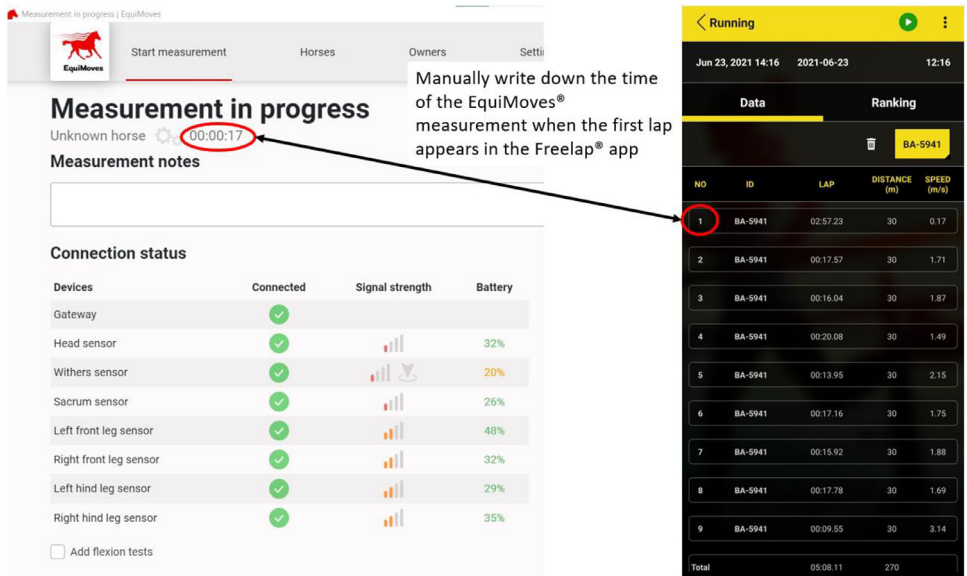 Measurement in progress | EquiMoves
EquiMoves
Start measurement Horses Owners
Measurement in progress
Unknown horse 00:00:17
Measurement notes
Connection status
Devices Connected Signal strength Battery
Gateway
Head sensor 32%
Withers sensor 20%
Sacrum sensor 26%
Left front leg sensor 48%
Right front leg sensor 32%
Left hind leg sensor 29%
Right hind leg sensor 35%
Add flexion tests
Manually write down the time
of the EquiMoves®
measurement when the first lap
appears in the Freelap® app
Running
Jun 23, 2021 14:16 2021-06-23 12:16
Data Ranking
BA-5941
NO ID LAP DISTANCE (m) SPEED (m/s)
1 BA-5941 02:57.23 30 0.17
2 BA-5941 00:17.57 30 1.71
3 BA-5941 00:16.04 30 1.87
4 BA-5941 00:20.08 30 1.49
5 BA-5941 00:13.95 30 2.15
6 BA-5941 00:17.16 30 1.75
7 BA-5941 00:15.92 30 1.88
8 BA-5941 00:17.78 30 1.69
9 BA-5941 00:09.55 30 3.14
Total 05:08.11 270